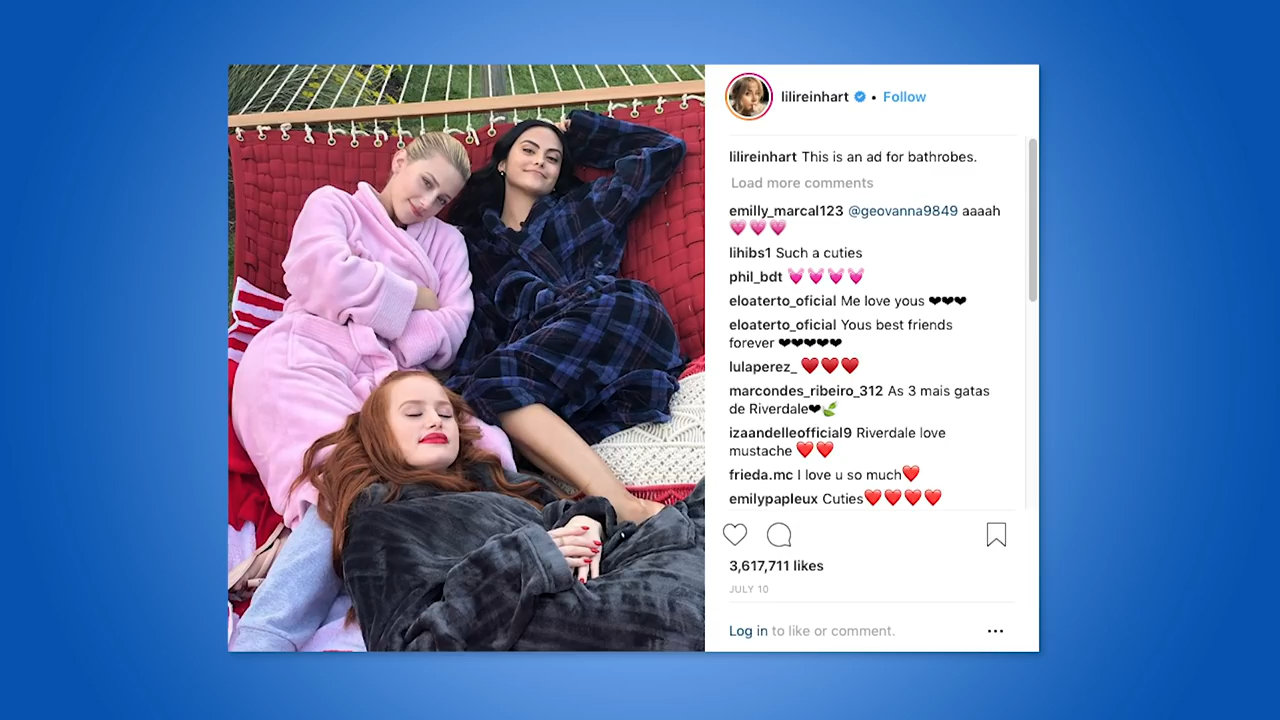 lilireinhart • Follow
lilireinhart This is an ad for bathrobes.
Load more comments
emilly_marcal123 @geovanna9849 aaaah
💗💗💗
lihibs1 Such a cuties
phil_bdt 💓💓💓💓
eloaterto_oficial Me love yous ❤❤❤
eloaterto_oficial Yous best friends
forever ❤❤❤❤❤
lulaperez_ ❤️❤️❤️
marcondes_ribeiro_312 As 3 mais gatas
de Riverdale❤🍃
izaandelleofficial9 Riverdale love
mustache ❤️❤️
frieda.mc I love u so much❤️
emilypapleux Cuties❤️❤️❤️❤️
3,617,711 likes
JULY 10
Log in to like or comment.